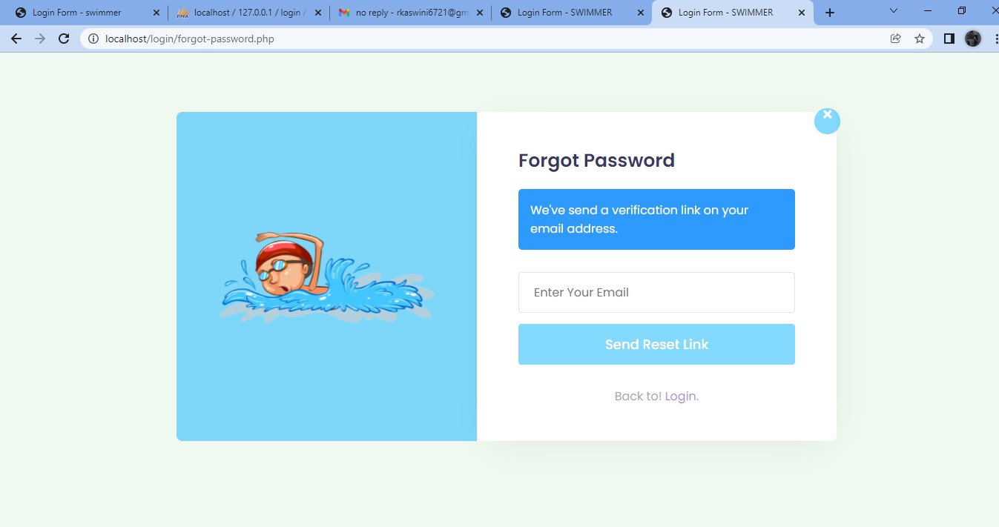 Login Form - swimmer
localhost / 127.0.0.1 / login /
no reply - rkaswini6721@gm
Login Form - SWIMMER
Login Form - SWIMMER
localhost/login/forgot-password.php
Forgot Password
We've send a verification link on your
email address.
Enter Your Email
Send Reset Link
Back to! Login.